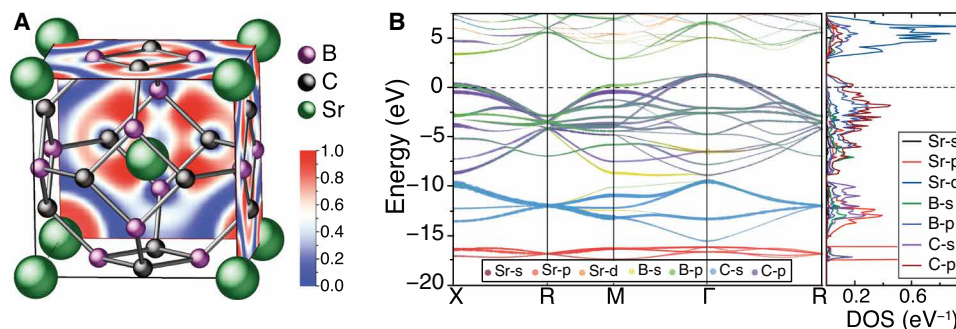 A
B
C
Sr
1.0
0.8
0.6
0.4
0.2
0.0
B
Energy (eV)
5
0
−5
−10
−15
−20
Sr-s Sr-p Sr-d B-s B-p C-s C-p
X R M Γ R
Sr-s
Sr-p
Sr-d
B-s
B-p
C-s
C-p
0.2 0.6
DOS (eV⁻¹)